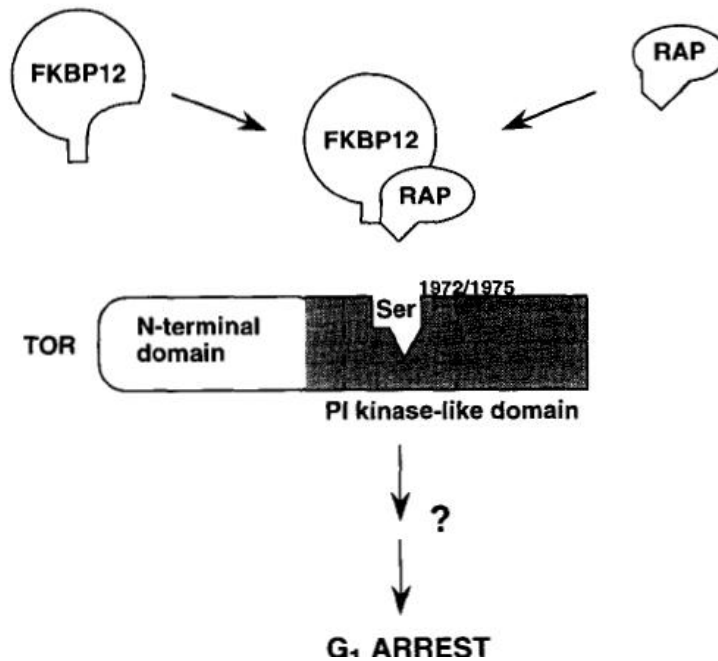 FKBP12
RAP
FKBP12
RAP
1972/1975
Ser
TOR
N-terminal
domain
PI kinase-like domain
?
G₁ ARREST